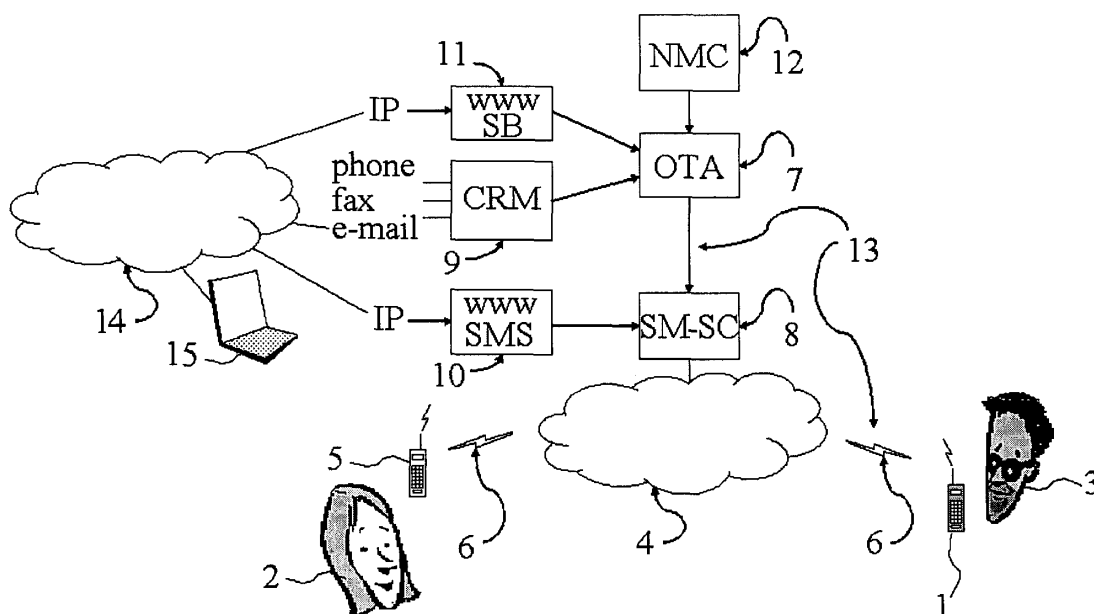 11
NMC
12
IP
www
SB
phone
fax
e-mail
CRM
OTA
7
9
13
14
15
IP
www
SMS
10
SM-SC
8
5
6
4
6
3
2
1